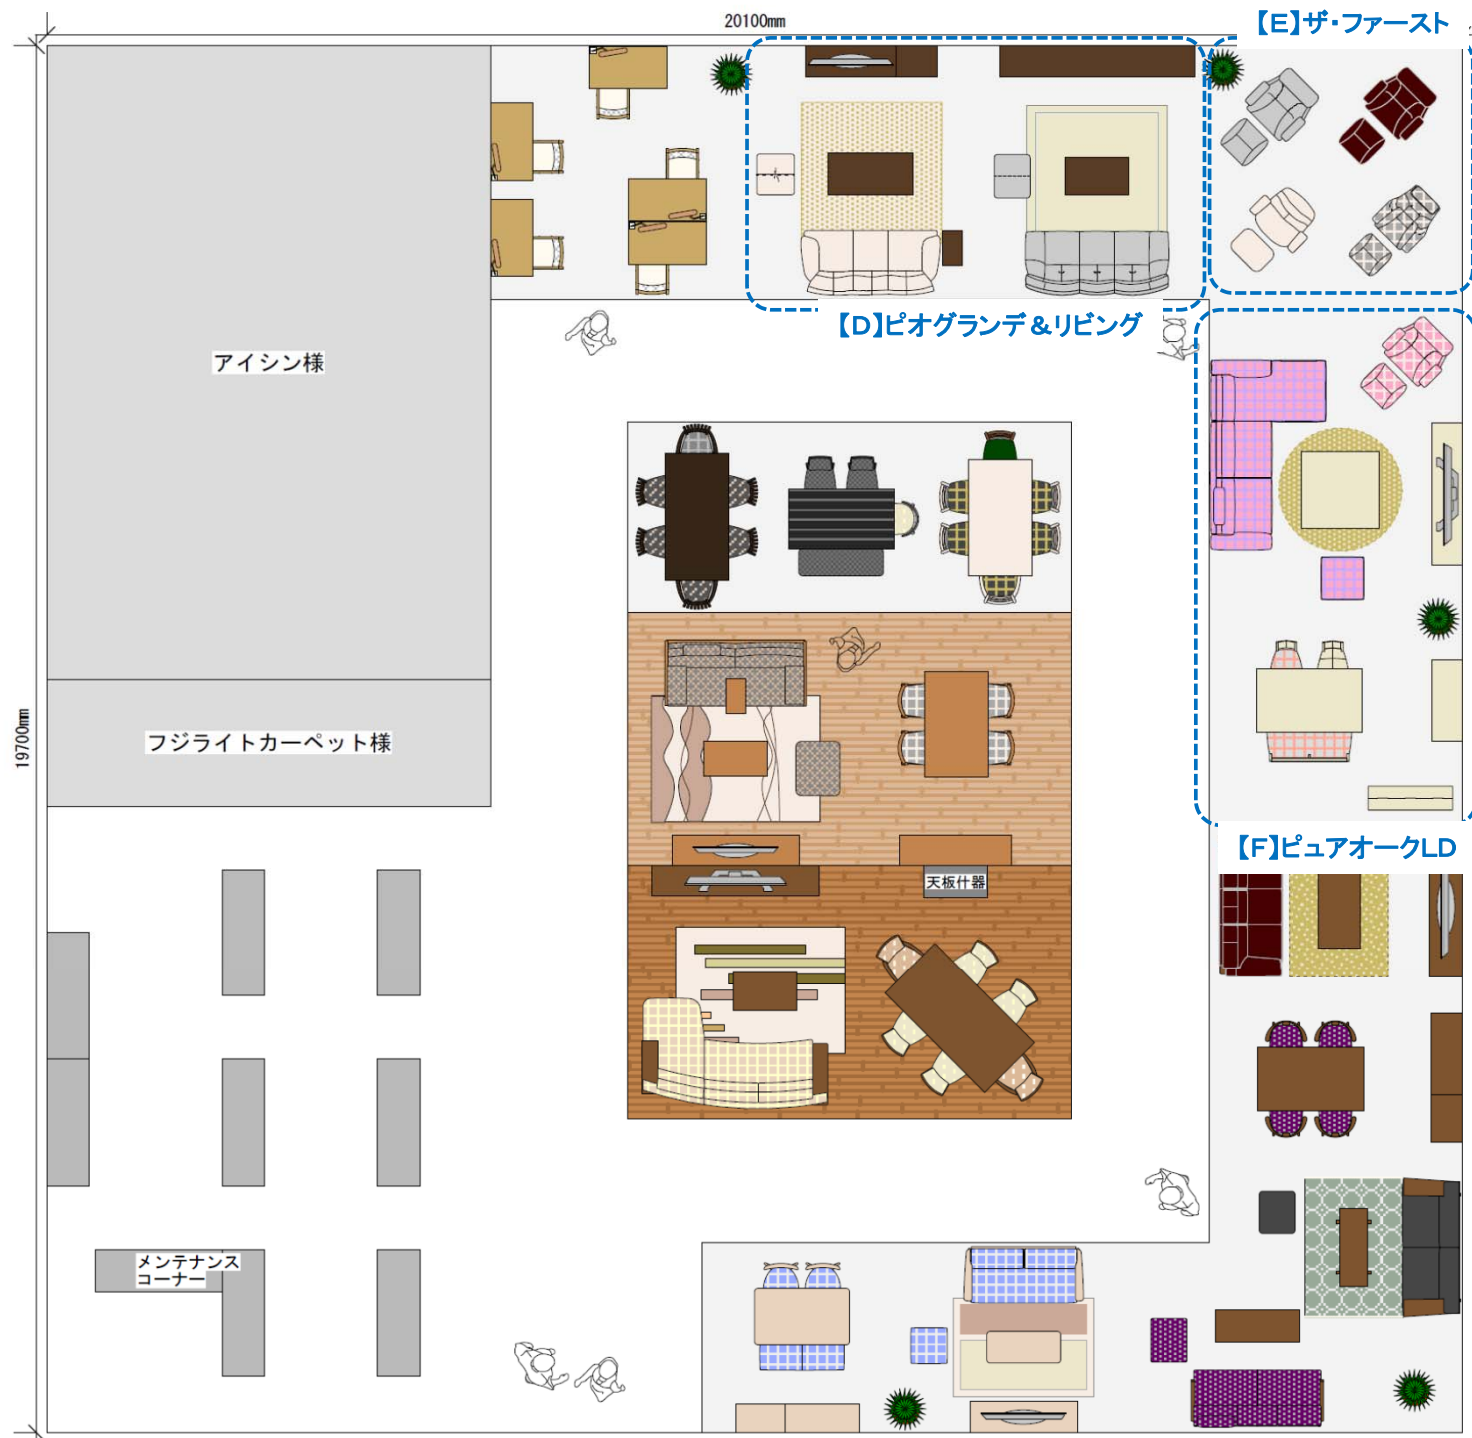 20100mm
【E】ザ・ファースト
【D】ピオグランデ＆リビング
アイシン様
19700mm
フジライトカーペット様
【F】ピュアオークLD
天板什器
メンテナンス
コーナー